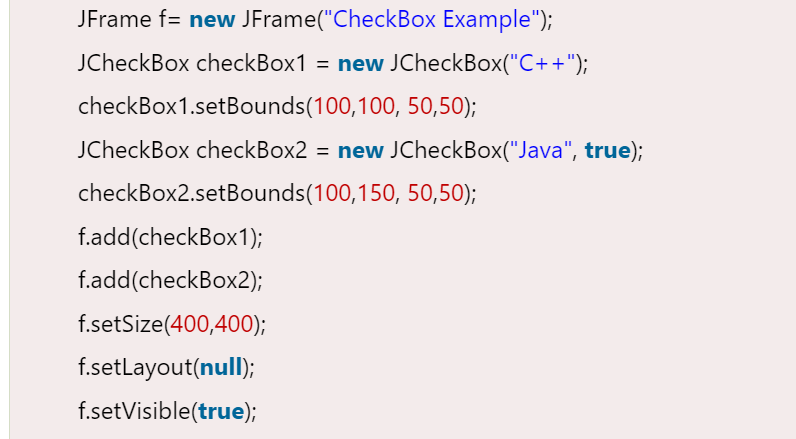 JFrame f= new JFrame("CheckBox Example");
JCheckBox checkBox1 = new JCheckBox("C++");
checkBox1.setBounds(100,100, 50,50);
JCheckBox checkBox2 = new JCheckBox("Java", true);
checkBox2.setBounds(100,150, 50,50);
f.add(checkBox1);
f.add(checkBox2);
f.setSize(400,400);
f.setLayout(null);
f.setVisible(true);